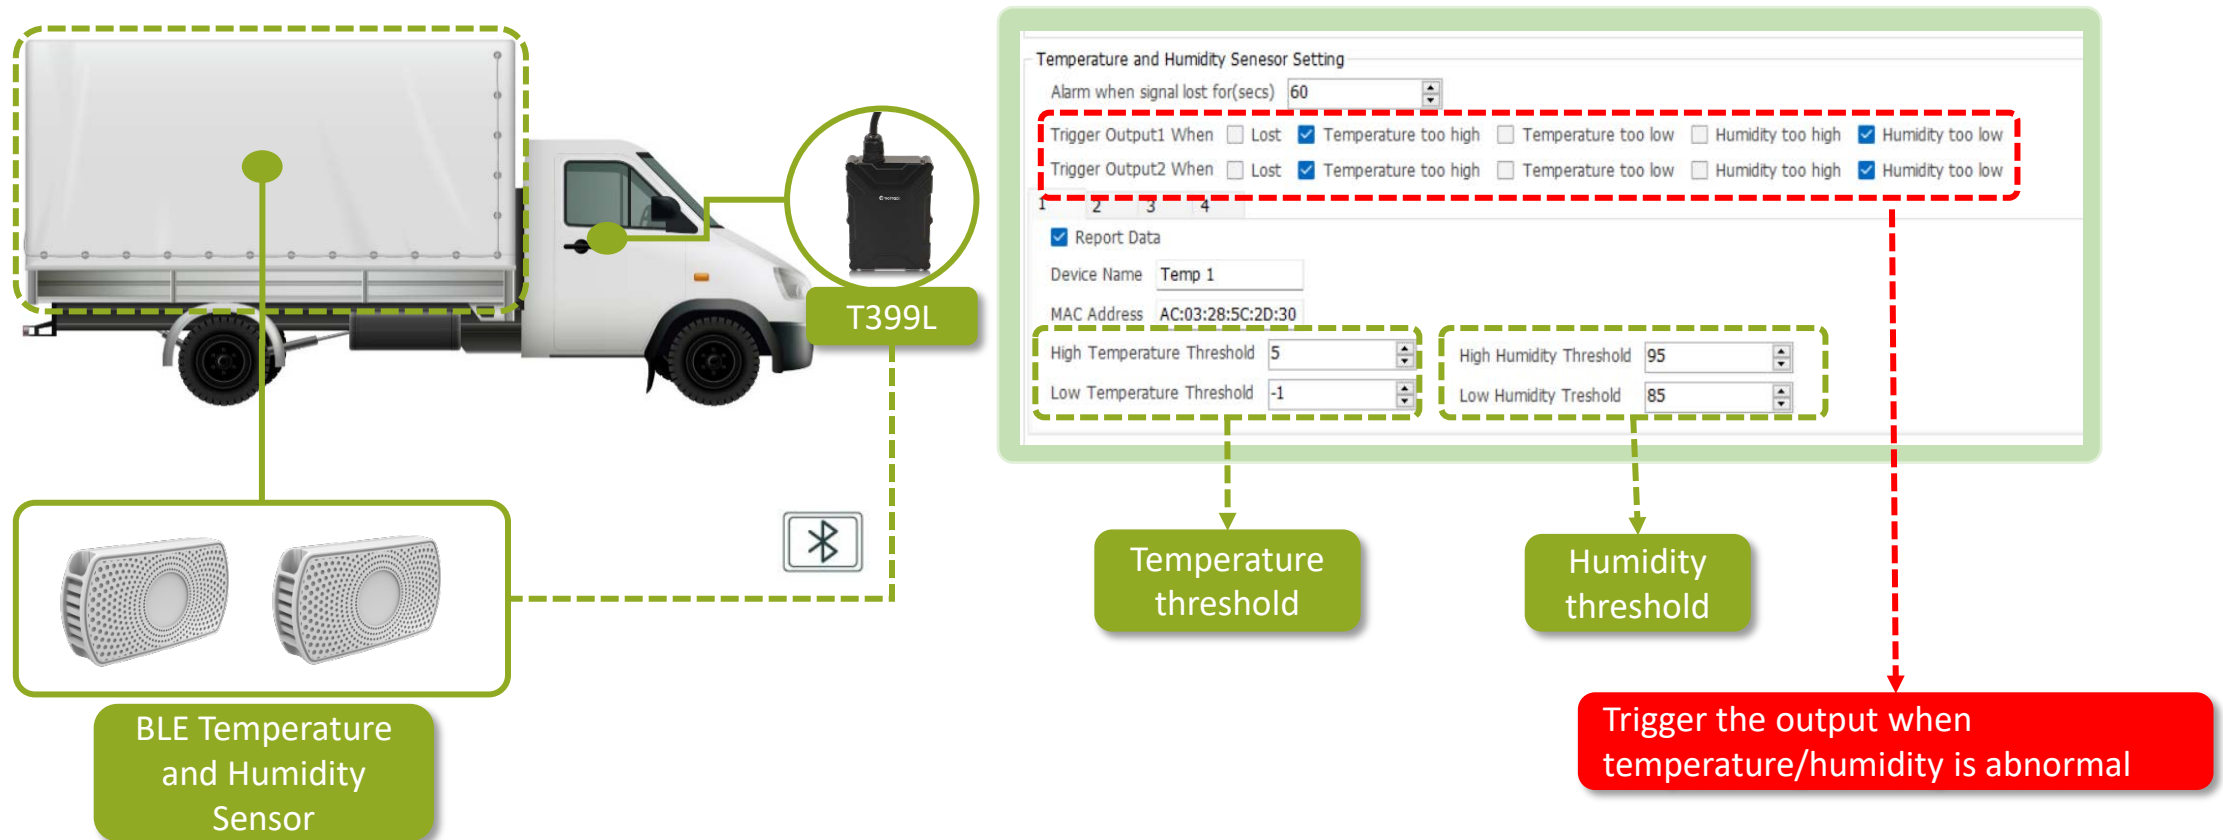 T399L
BLE Temperature
and Humidity
Sensor
Temperature and Humidity Senesor Setting
Alarm when signal lost for(secs) 60
Trigger Output1 When Lost Temperature too high Temperature too low Humidity too high Humidity too low
Trigger Output2 When Lost Temperature too high Temperature too low Humidity too high Humidity too low
1 2 3 4
Report Data
Device Name Temp 1
MAC Address AC:03:28:5C:2D:30
High Temperature Threshold 5 High Humidity Threshold 95
Low Temperature Threshold -1 Low Humidity Treshold 85
Temperature
threshold
Humidity
threshold
Trigger the output when
temperature/humidity is abnormal